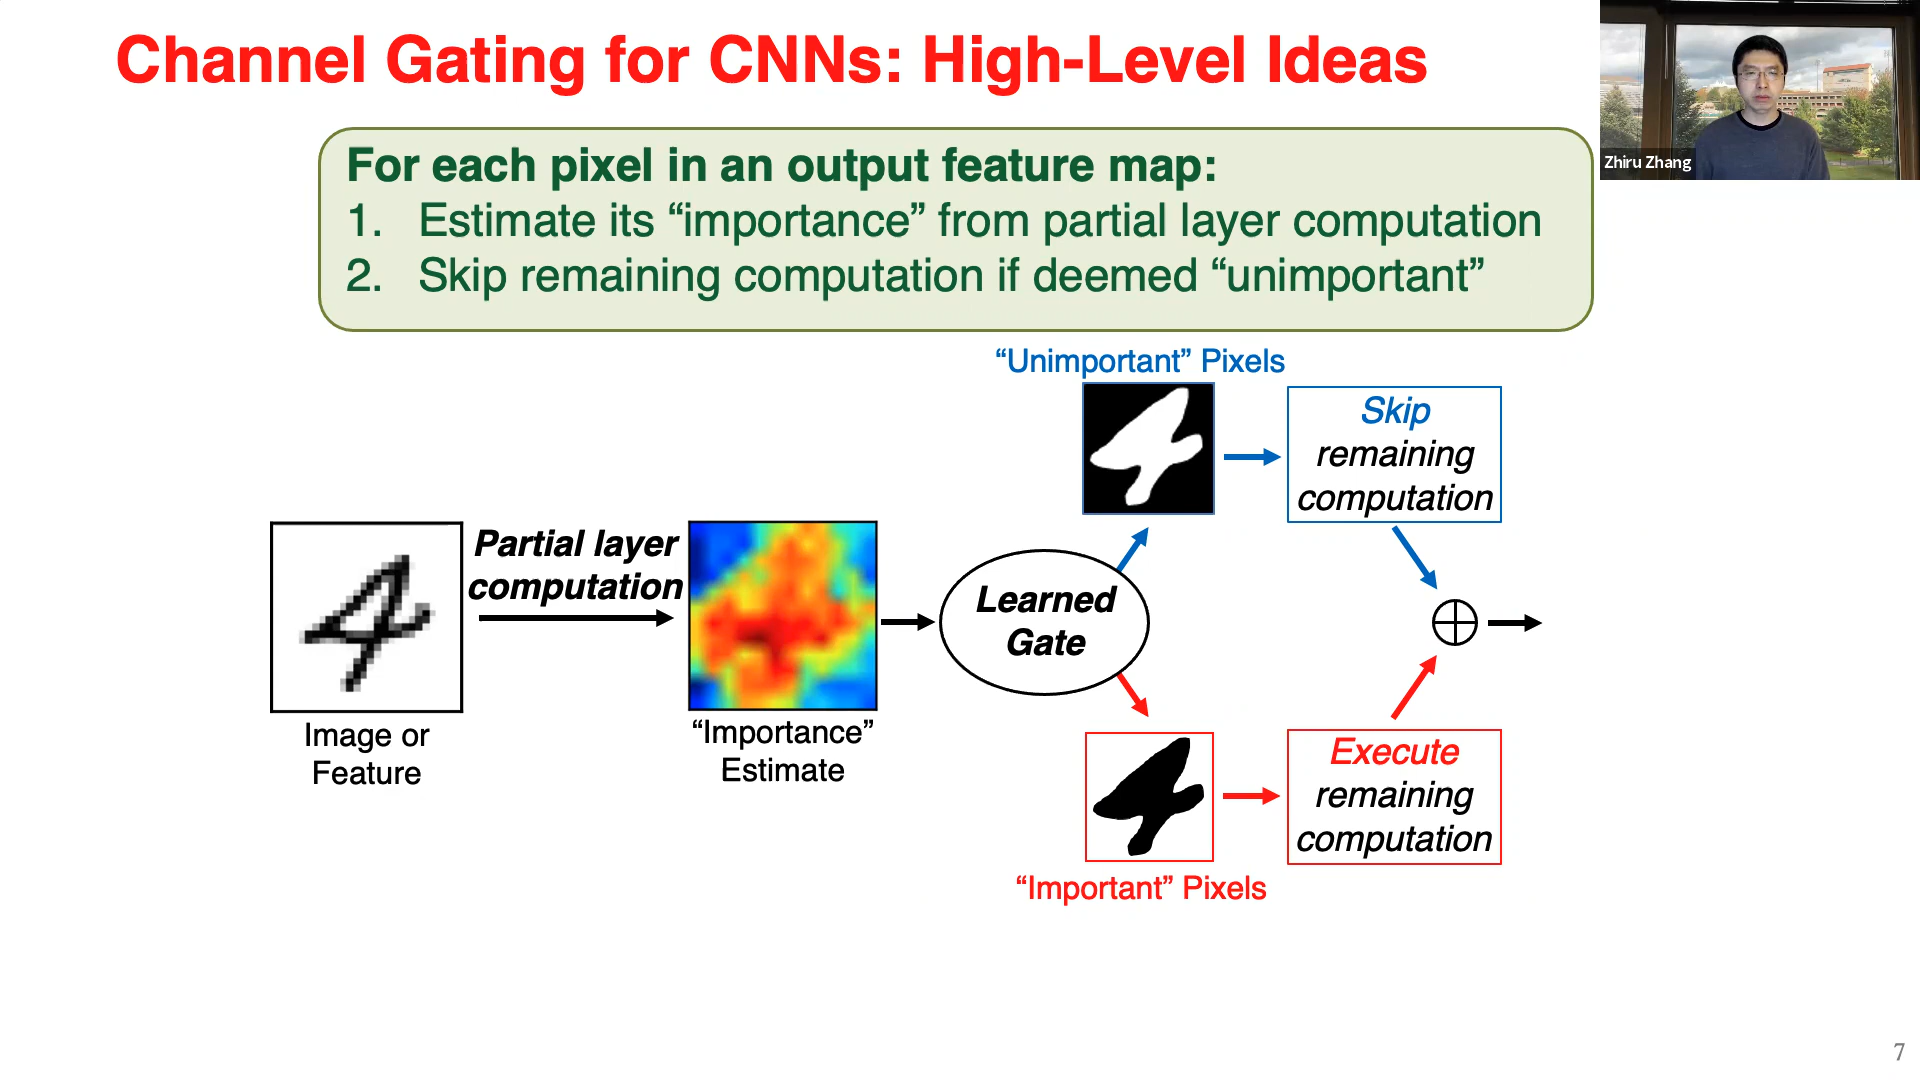 Channel Gating for CNNs: High-Level Ideas
Zhiru Zhang
For each pixel in an output feature map:
1. Estimate its “importance” from partial layer computation
2. Skip remaining computation if deemed “unimportant”
“Unimportant” Pixels
Skip
remaining
computation
Partial layer
computation
Learned
Gate
Image or
Feature
“Importance”
Estimate
Execute
remaining
computation
“Important” Pixels
7